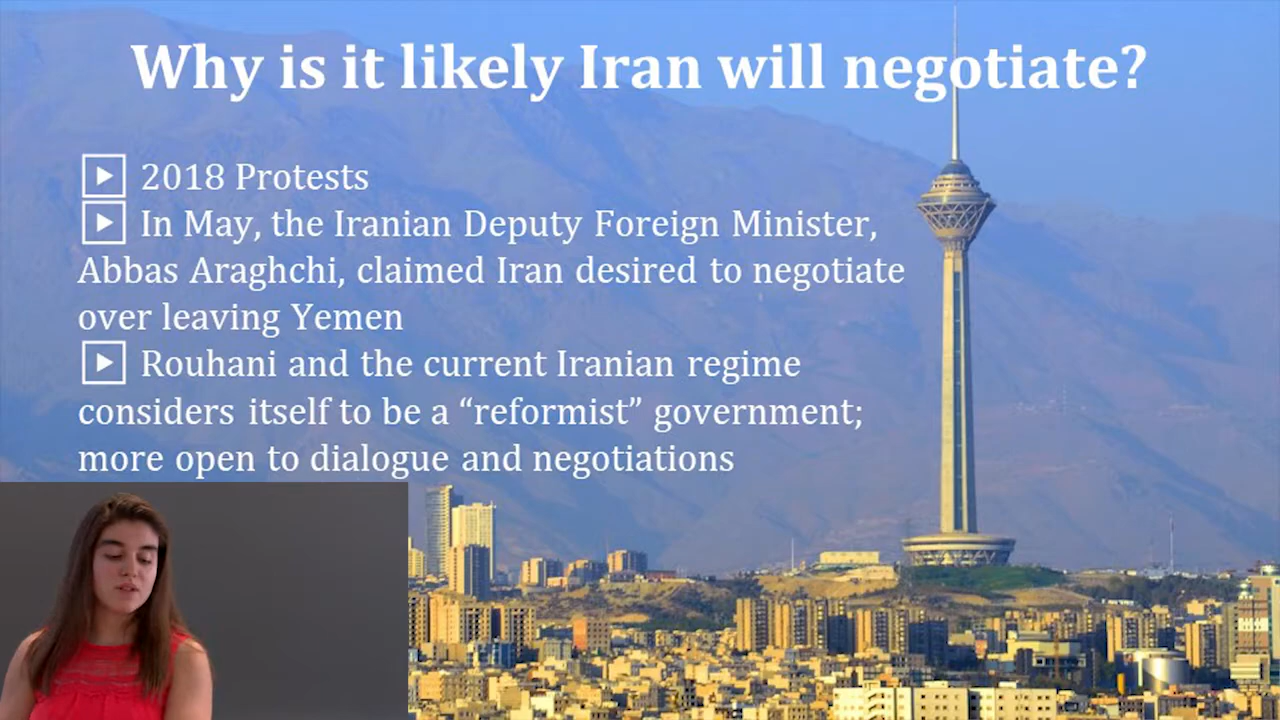 Why is it likely Iran will negotiate?
2018 Protests
In May, the Iranian Deputy Foreign Minister,
Abbas Araghchi, claimed Iran desired to negotiate
over leaving Yemen
Rouhani and the current Iranian regime
considers itself to be a “reformist” government;
more open to dialogue and negotiations